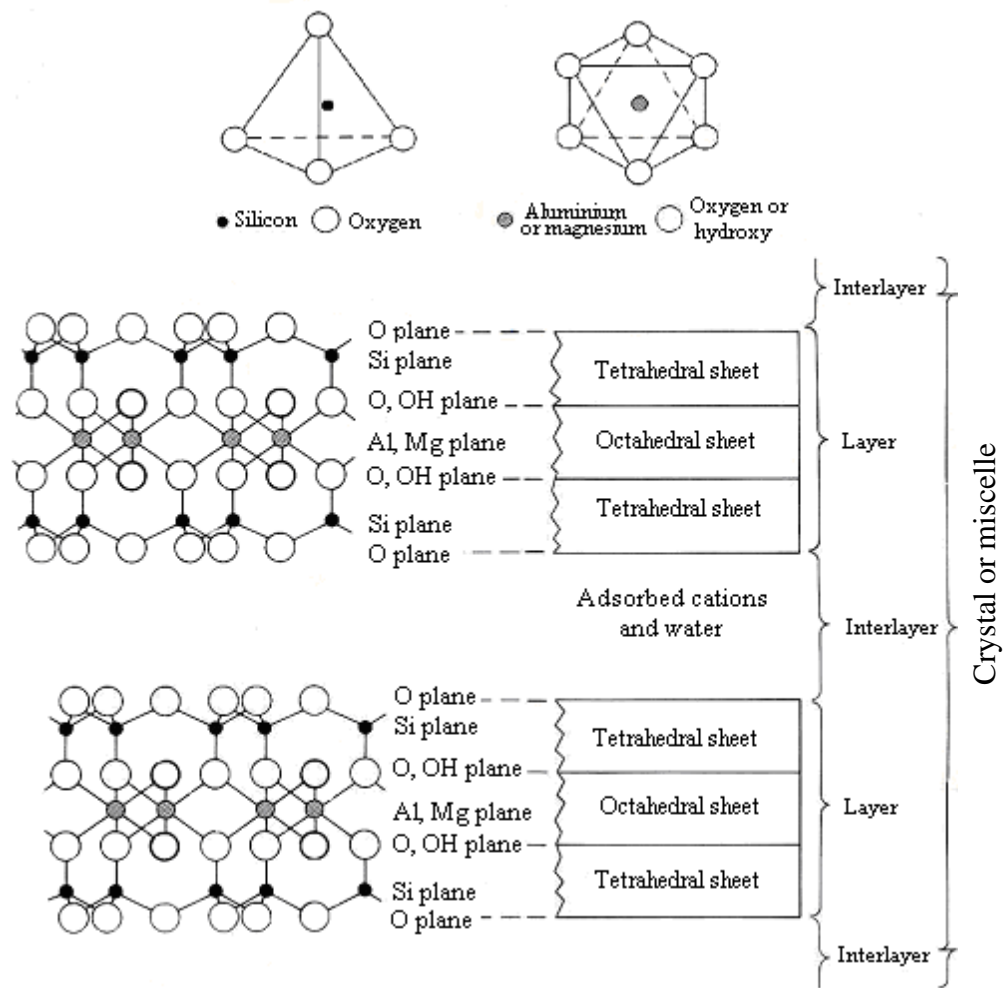 Silicon
Oxygen
Aluminium
or magnesium
Oxygen or
hydroxy
Interlayer
O plane
Si plane
Tetrahedral sheet
O, OH plane
Al, Mg plane
Octahedral sheet
Layer
O, OH plane
Tetrahedral sheet
Si plane
O plane
Adsorbed cations
and water
Interlayer
Crystal or miscelle
O plane
Si plane
Tetrahedral sheet
O, OH plane
Al, Mg plane
Octahedral sheet
Layer
O, OH plane
Tetrahedral sheet
Si plane
O plane
Interlayer